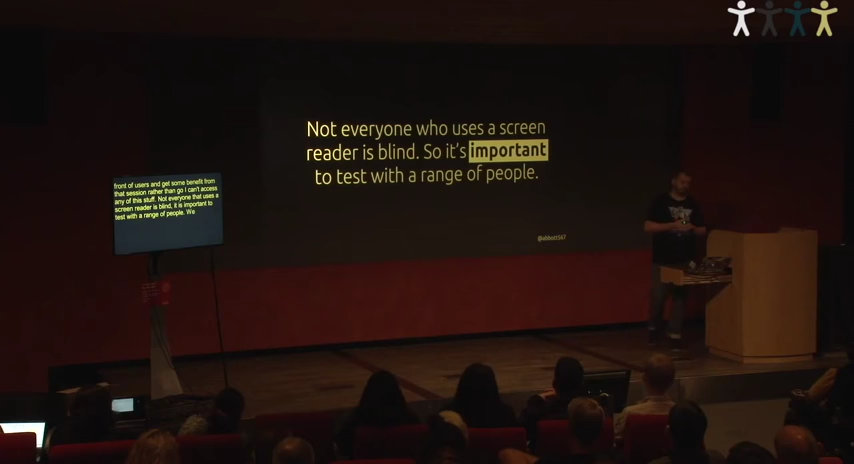 Not everyone who uses a screen
reader is blind. So it's important
to test with a range of people.
@abbott567
front of users and get some benefit from
that session rather than go I can't access
any of this stuff. Not everyone that uses a
screen reader is blind, it is important to
test with a range of people. We